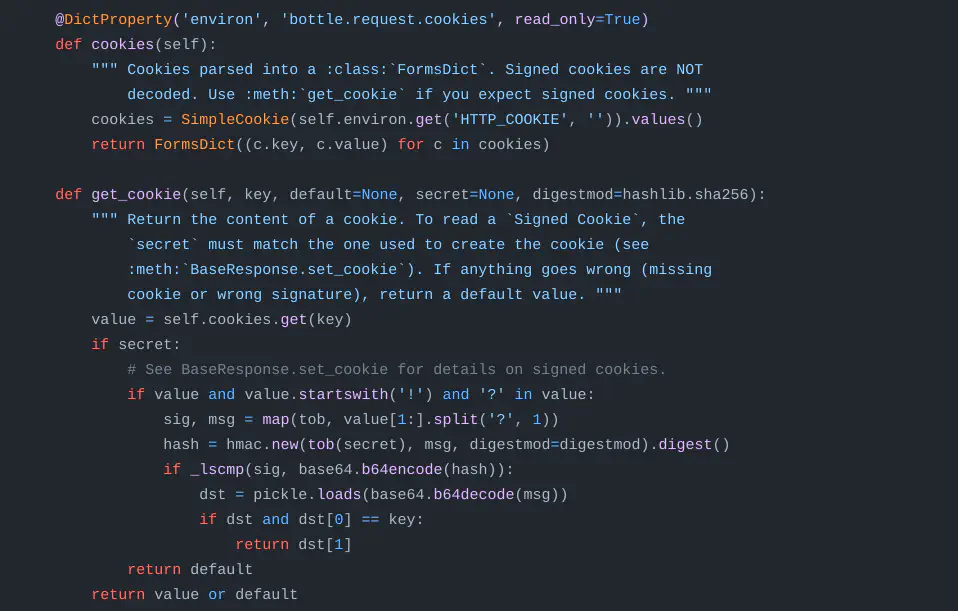 @DictProperty('environ', 'bottle.request.cookies', read_only=True)
def cookies(self):
    """ Cookies parsed into a :class:`FormsDict`. Signed cookies are NOT
        decoded. Use :meth:`get_cookie` if you expect signed cookies. """
    cookies = SimpleCookie(self.environ.get('HTTP_COOKIE', '')).values()
    return FormsDict((c.key, c.value) for c in cookies)

def get_cookie(self, key, default=None, secret=None, digestmod=hashlib.sha256):
    """ Return the content of a cookie. To read a `Signed Cookie`, the
        `secret` must match the one used to create the cookie (see
        :meth:`BaseResponse.set_cookie`). If anything goes wrong (missing
        cookie or wrong signature), return a default value. """
    value = self.cookies.get(key)
    if secret:
        # See BaseResponse.set_cookie for details on signed cookies.
        if value and value.startswith('!') and '?' in value:
            sig, msg = map(tob, value[1:].split('?', 1))
            hash = hmac.new(tob(secret), msg, digestmod=digestmod).digest()
            if _lscmp(sig, base64.b64encode(hash)):
                dst = pickle.loads(base64.b64decode(msg))
                if dst and dst[0] == key:
                    return dst[1]
        return default
    return value or default